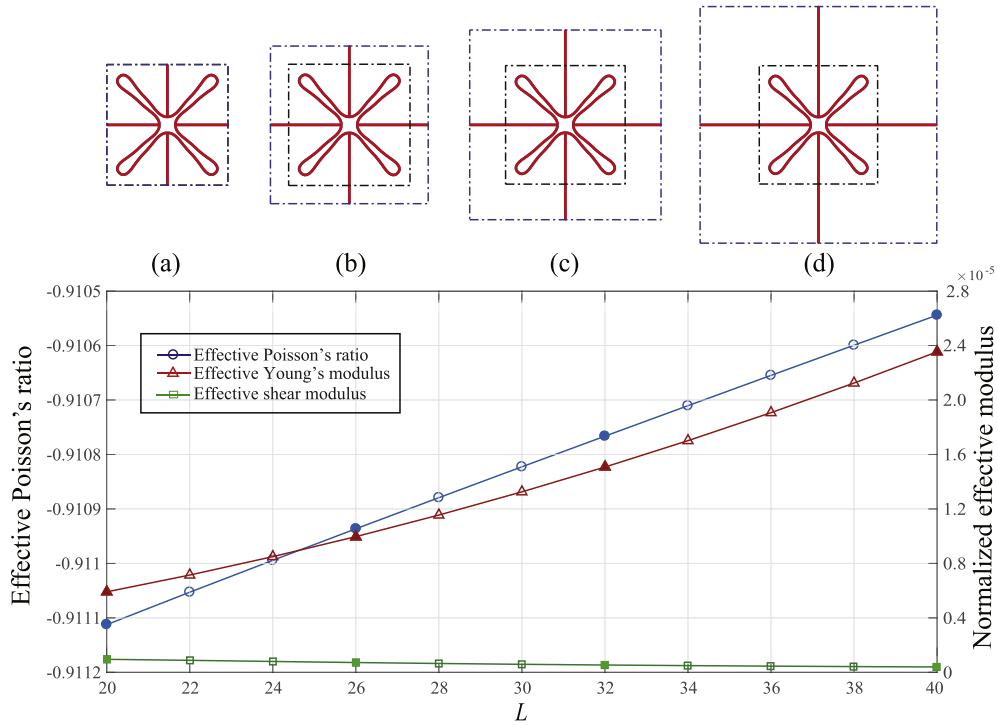 (a) (b) (c) (d)
×10⁻⁵
-0.9105 2.8
-0.9106 2.4
-0.9107 2.0
-0.9108 1.6
-0.9109 1.2
-0.911 0.8
-0.9111 0.4
-0.9112 0
Effective Poisson's ratio
Effective Poisson's ratio
Effective Young's modulus
Effective shear modulus
Normalized effective modulus
20 22 24 26 28 30 32 34 36 38 40
L